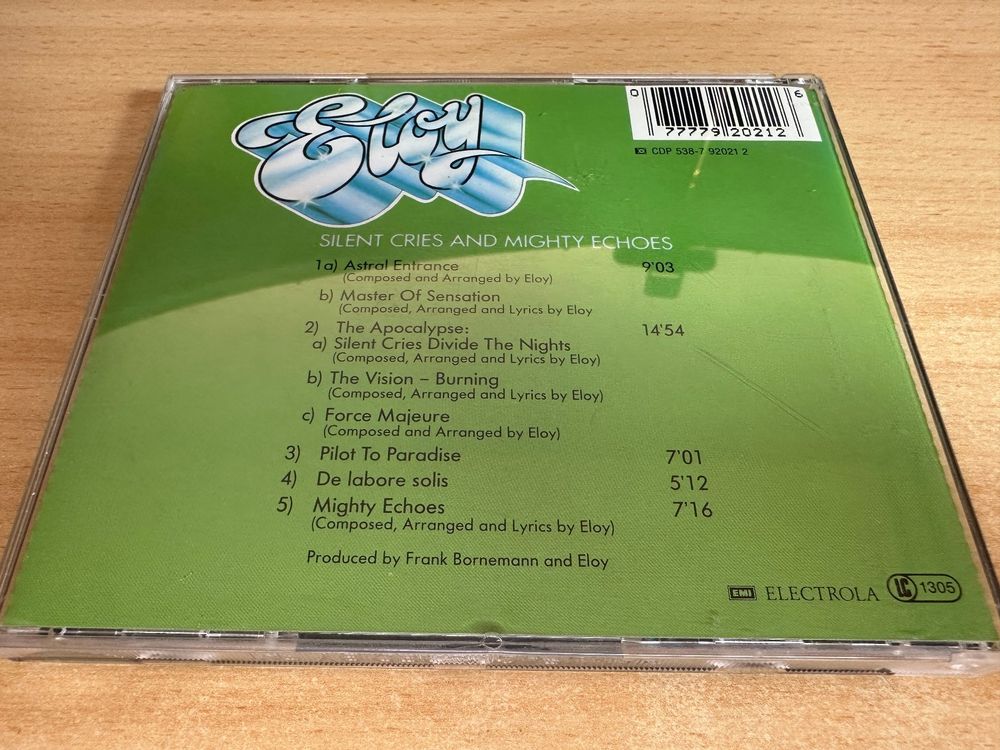 Eloy
0 77779 20212 6
CDP 538-7 92021 2
SILENT CRIES AND MIGHTY ECHOES
1a) Astral Entrance 9'03
(Composed and Arranged by Eloy)
b) Master Of Sensation
(Composed, Arranged and Lyrics by Eloy
2) The Apocalypse: 14'54
a) Silent Cries Divide The Nights
(Composed, Arranged and Lyrics by Eloy)
b) The Vision – Burning
(Composed, Arranged and Lyrics by Eloy)
c) Force Majeure
(Composed and Arranged by Eloy)
3) Pilot To Paradise 7'01
4) De labore solis 5'12
5) Mighty Echoes 7'16
(Composed, Arranged and Lyrics by Eloy)
Produced by Frank Bornemann and Eloy
EMI ELECTROLA LC 1305